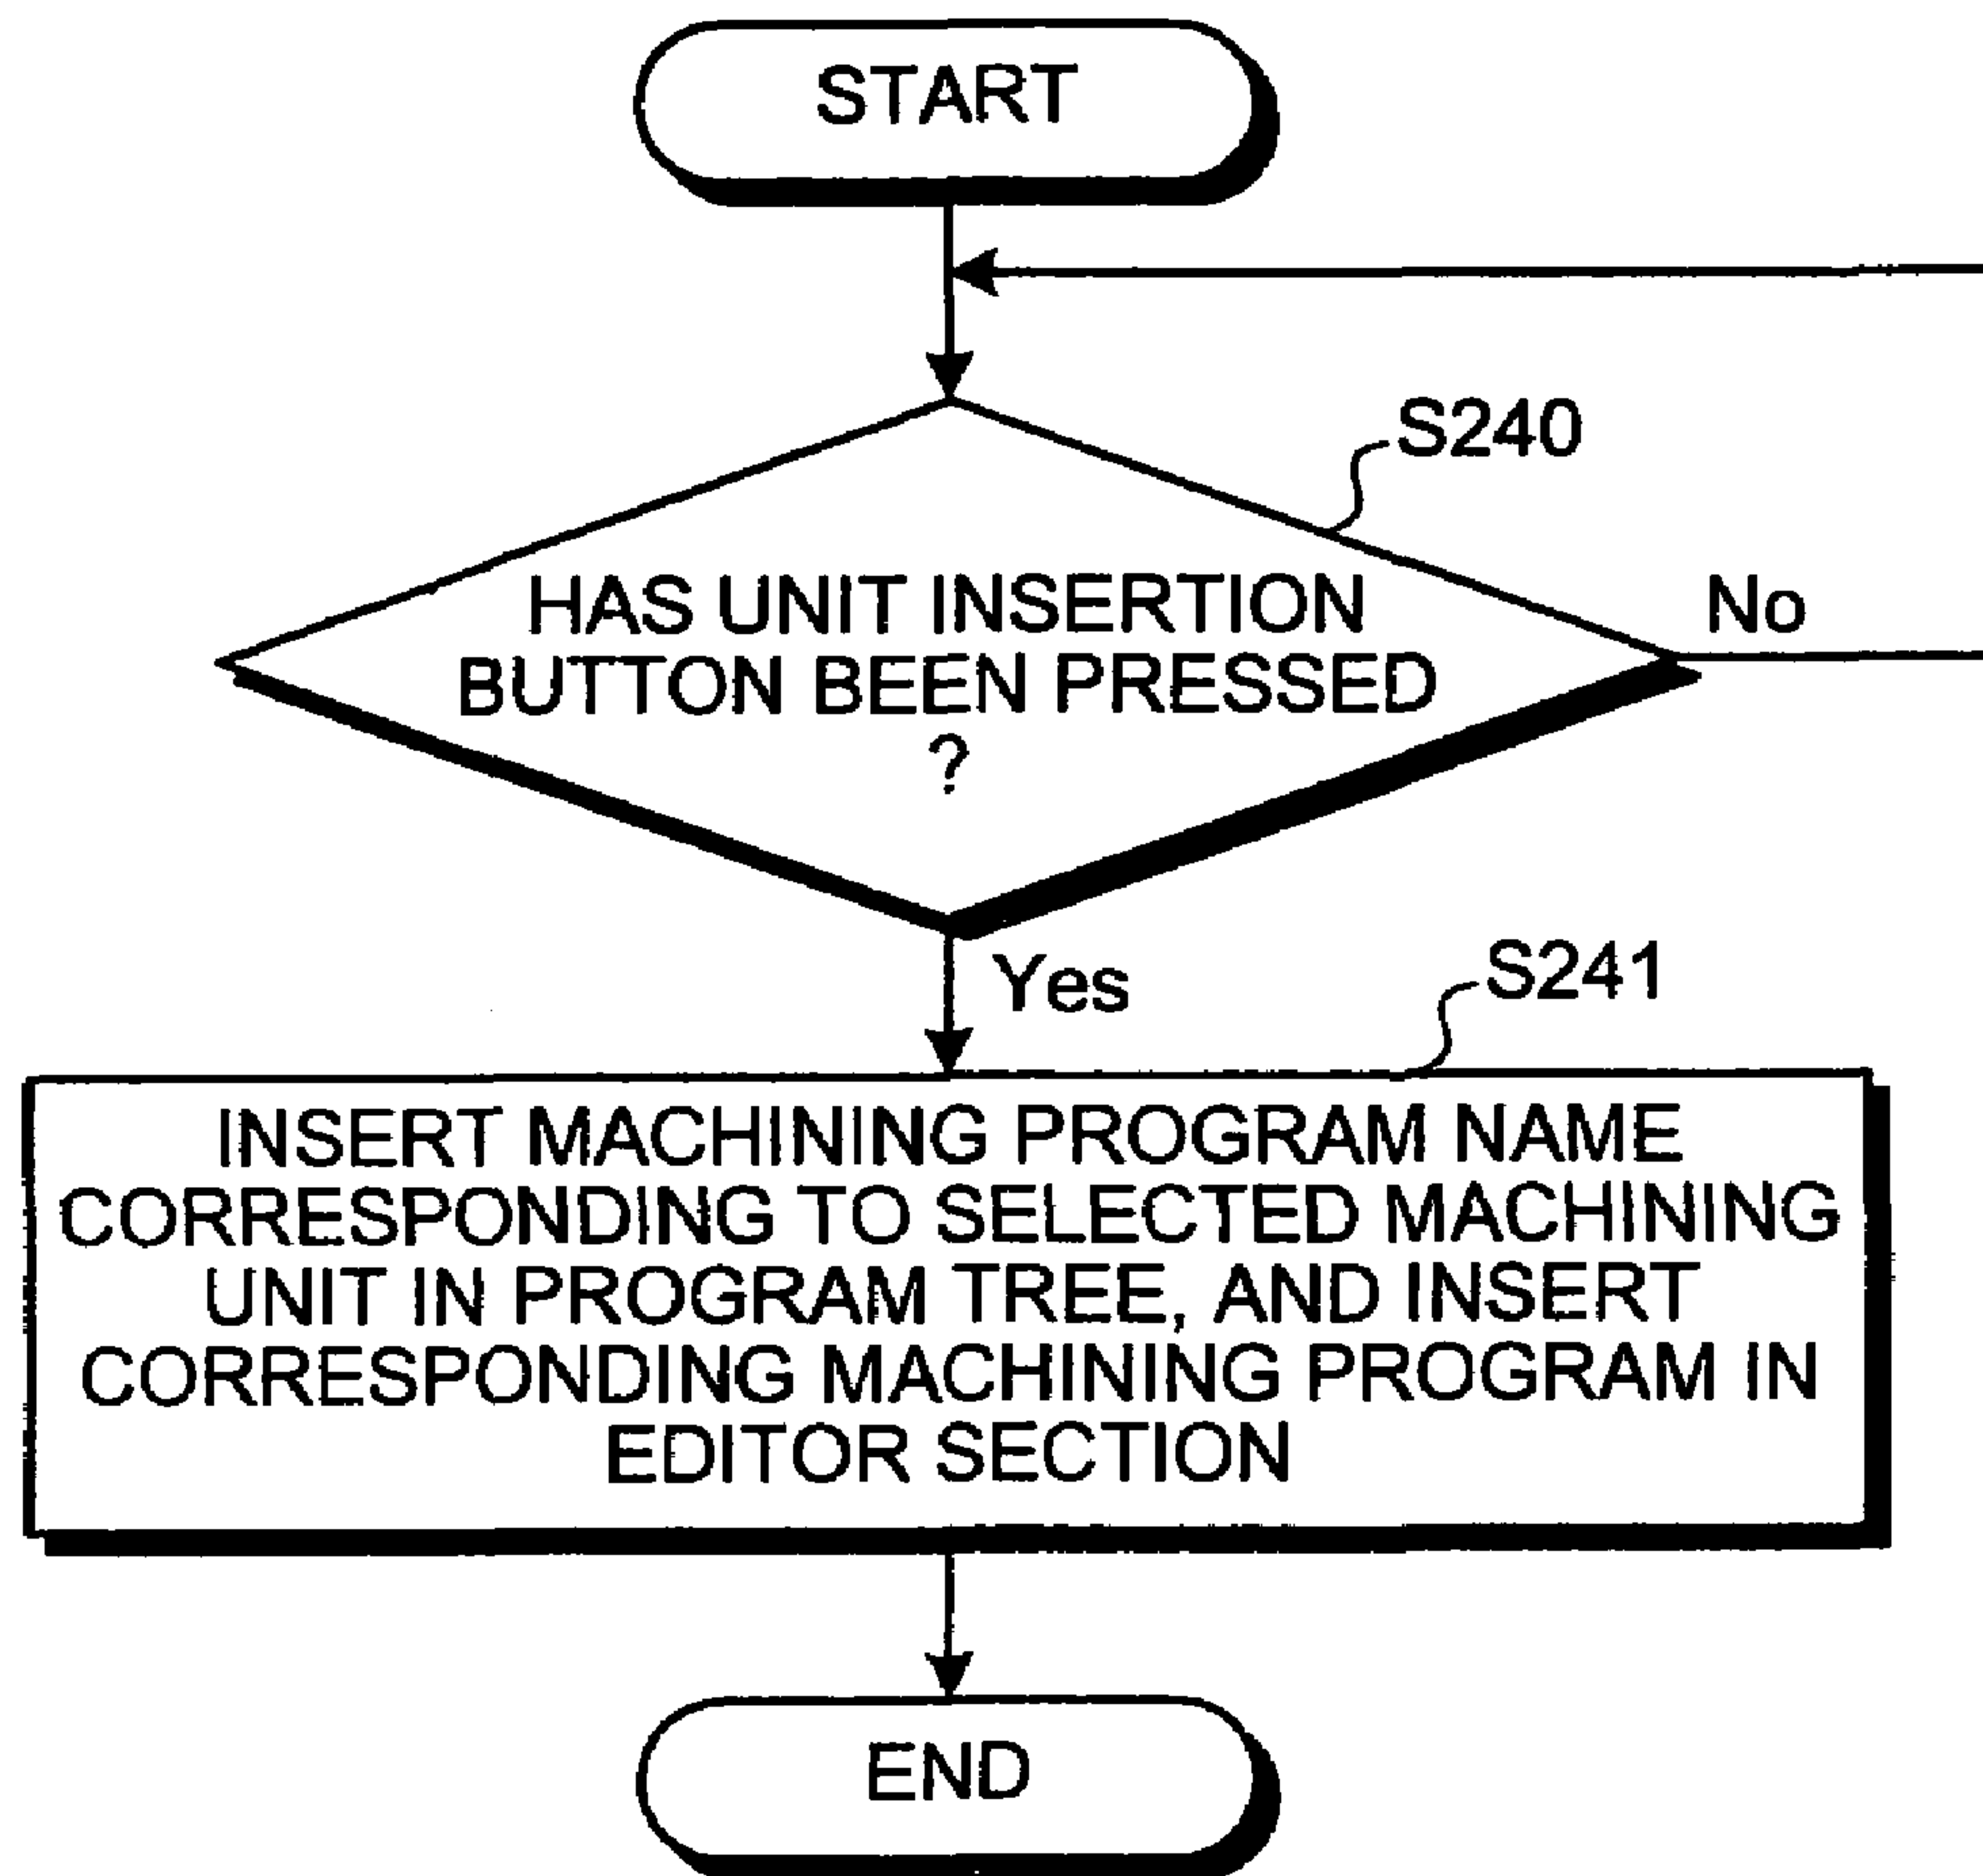 START
S240
HAS UNIT INSERTION
BUTTON BEEN PRESSED
?
No
Yes
S241
INSERT MACHINING PROGRAM NAME
CORRESPONDING TO SELECTED MACHINING
UNIT IN PROGRAM TREE, AND INSERT
CORRESPONDING MACHINING PROGRAM IN
EDITOR SECTION
END